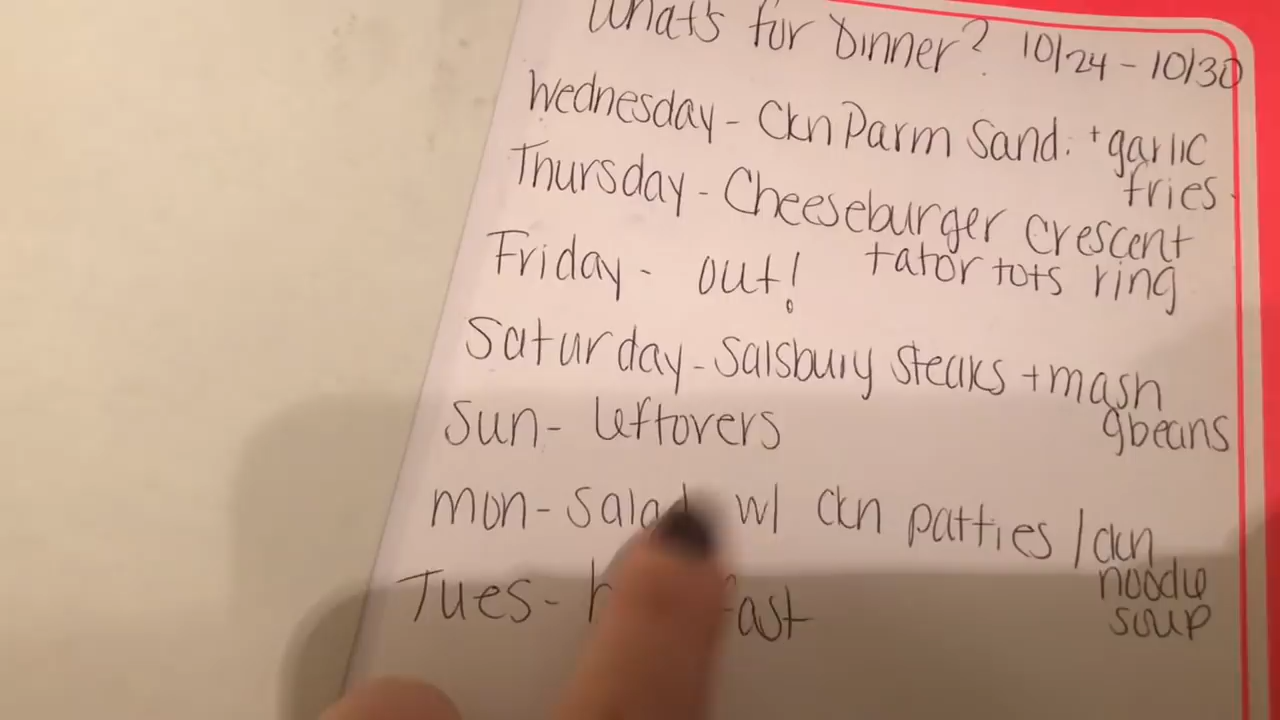 What's for Dinner? 10/24 - 10/30
Wednesday - Ckn Parm Sand. + garlic
fries
Thursday - Cheeseburger crescent
tator tots ring
Friday - out!
Saturday - Salsbury Steaks + mash
gbeans
Sun - Leftovers
mon - Salad w/ ckn patties / ckn
noodle
soup
Tues -